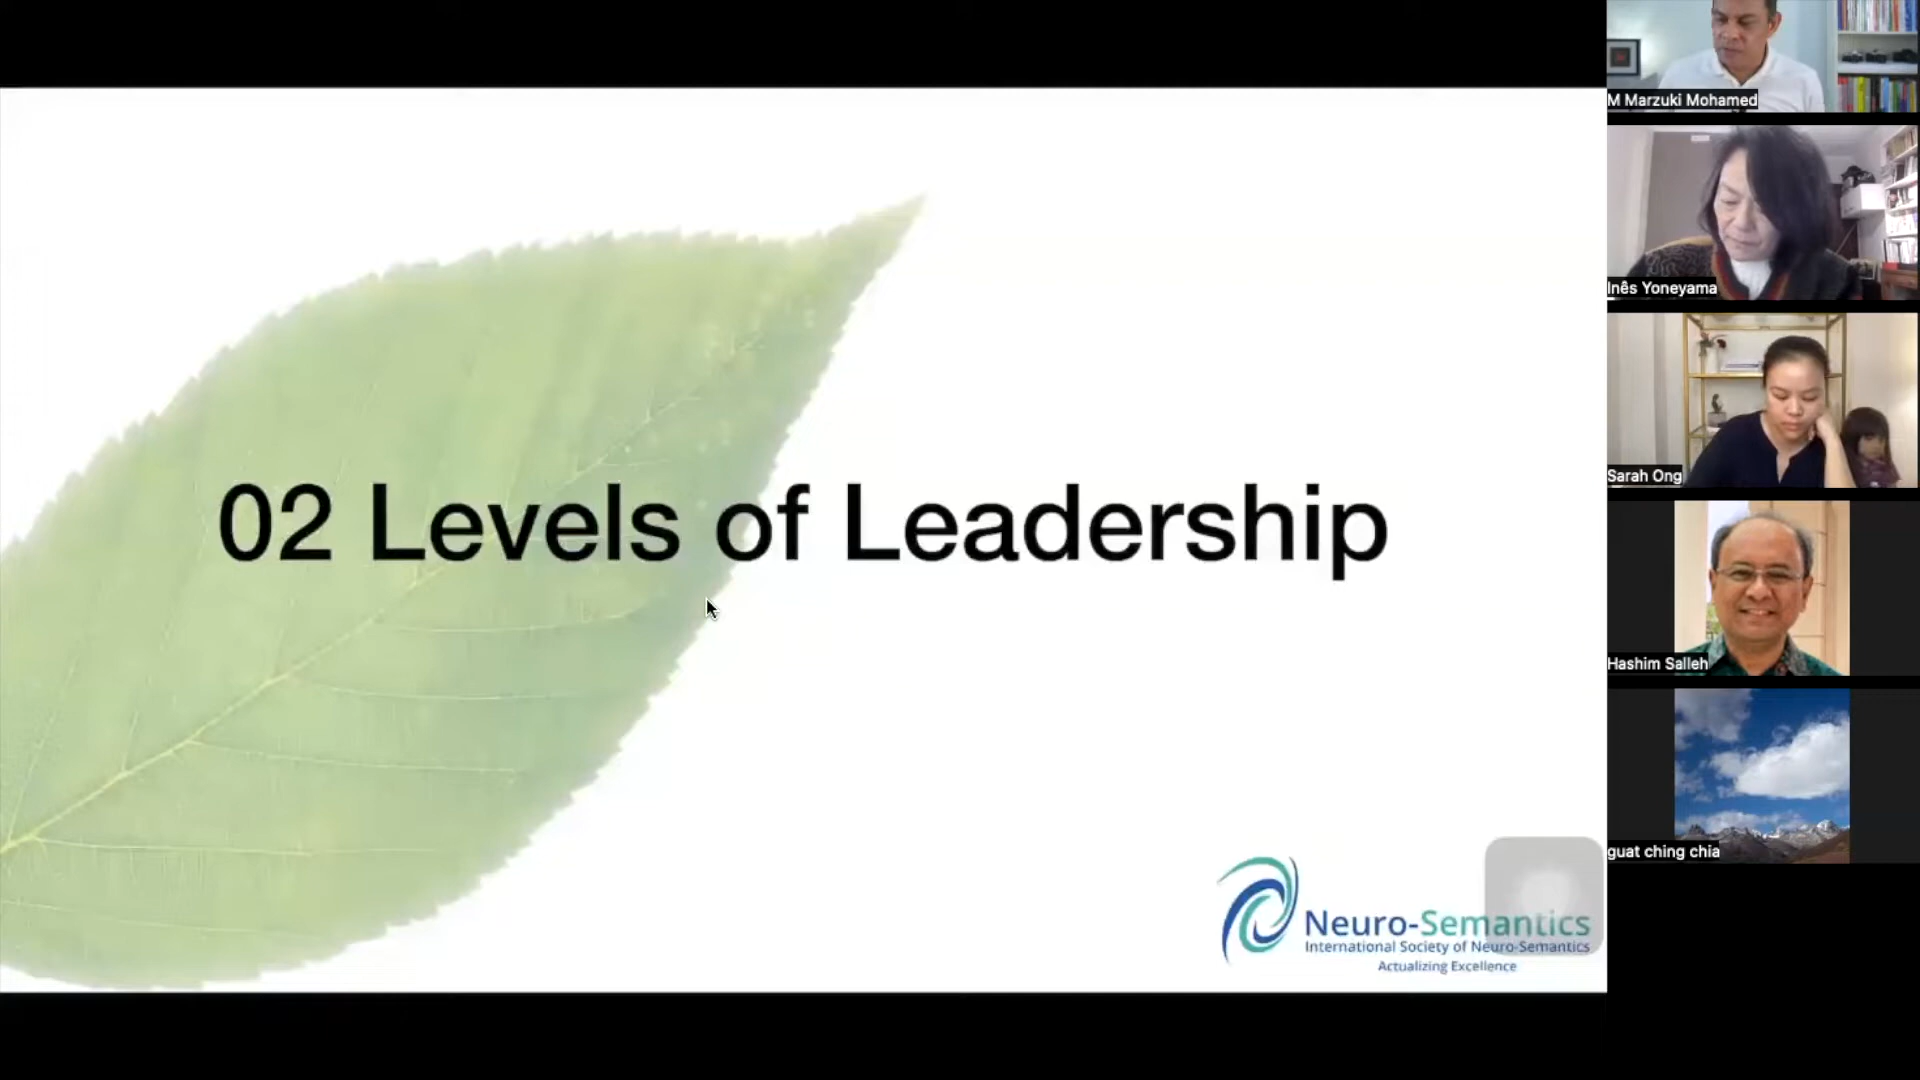 02 Levels of Leadership
Neuro-Semantics
International Society of Neuro-Semantics
Actualizing Excellence
M Marzuki Mohamed
Inês Yoneyama
Sarah Ong
Hashim Salleh
guat ching chia